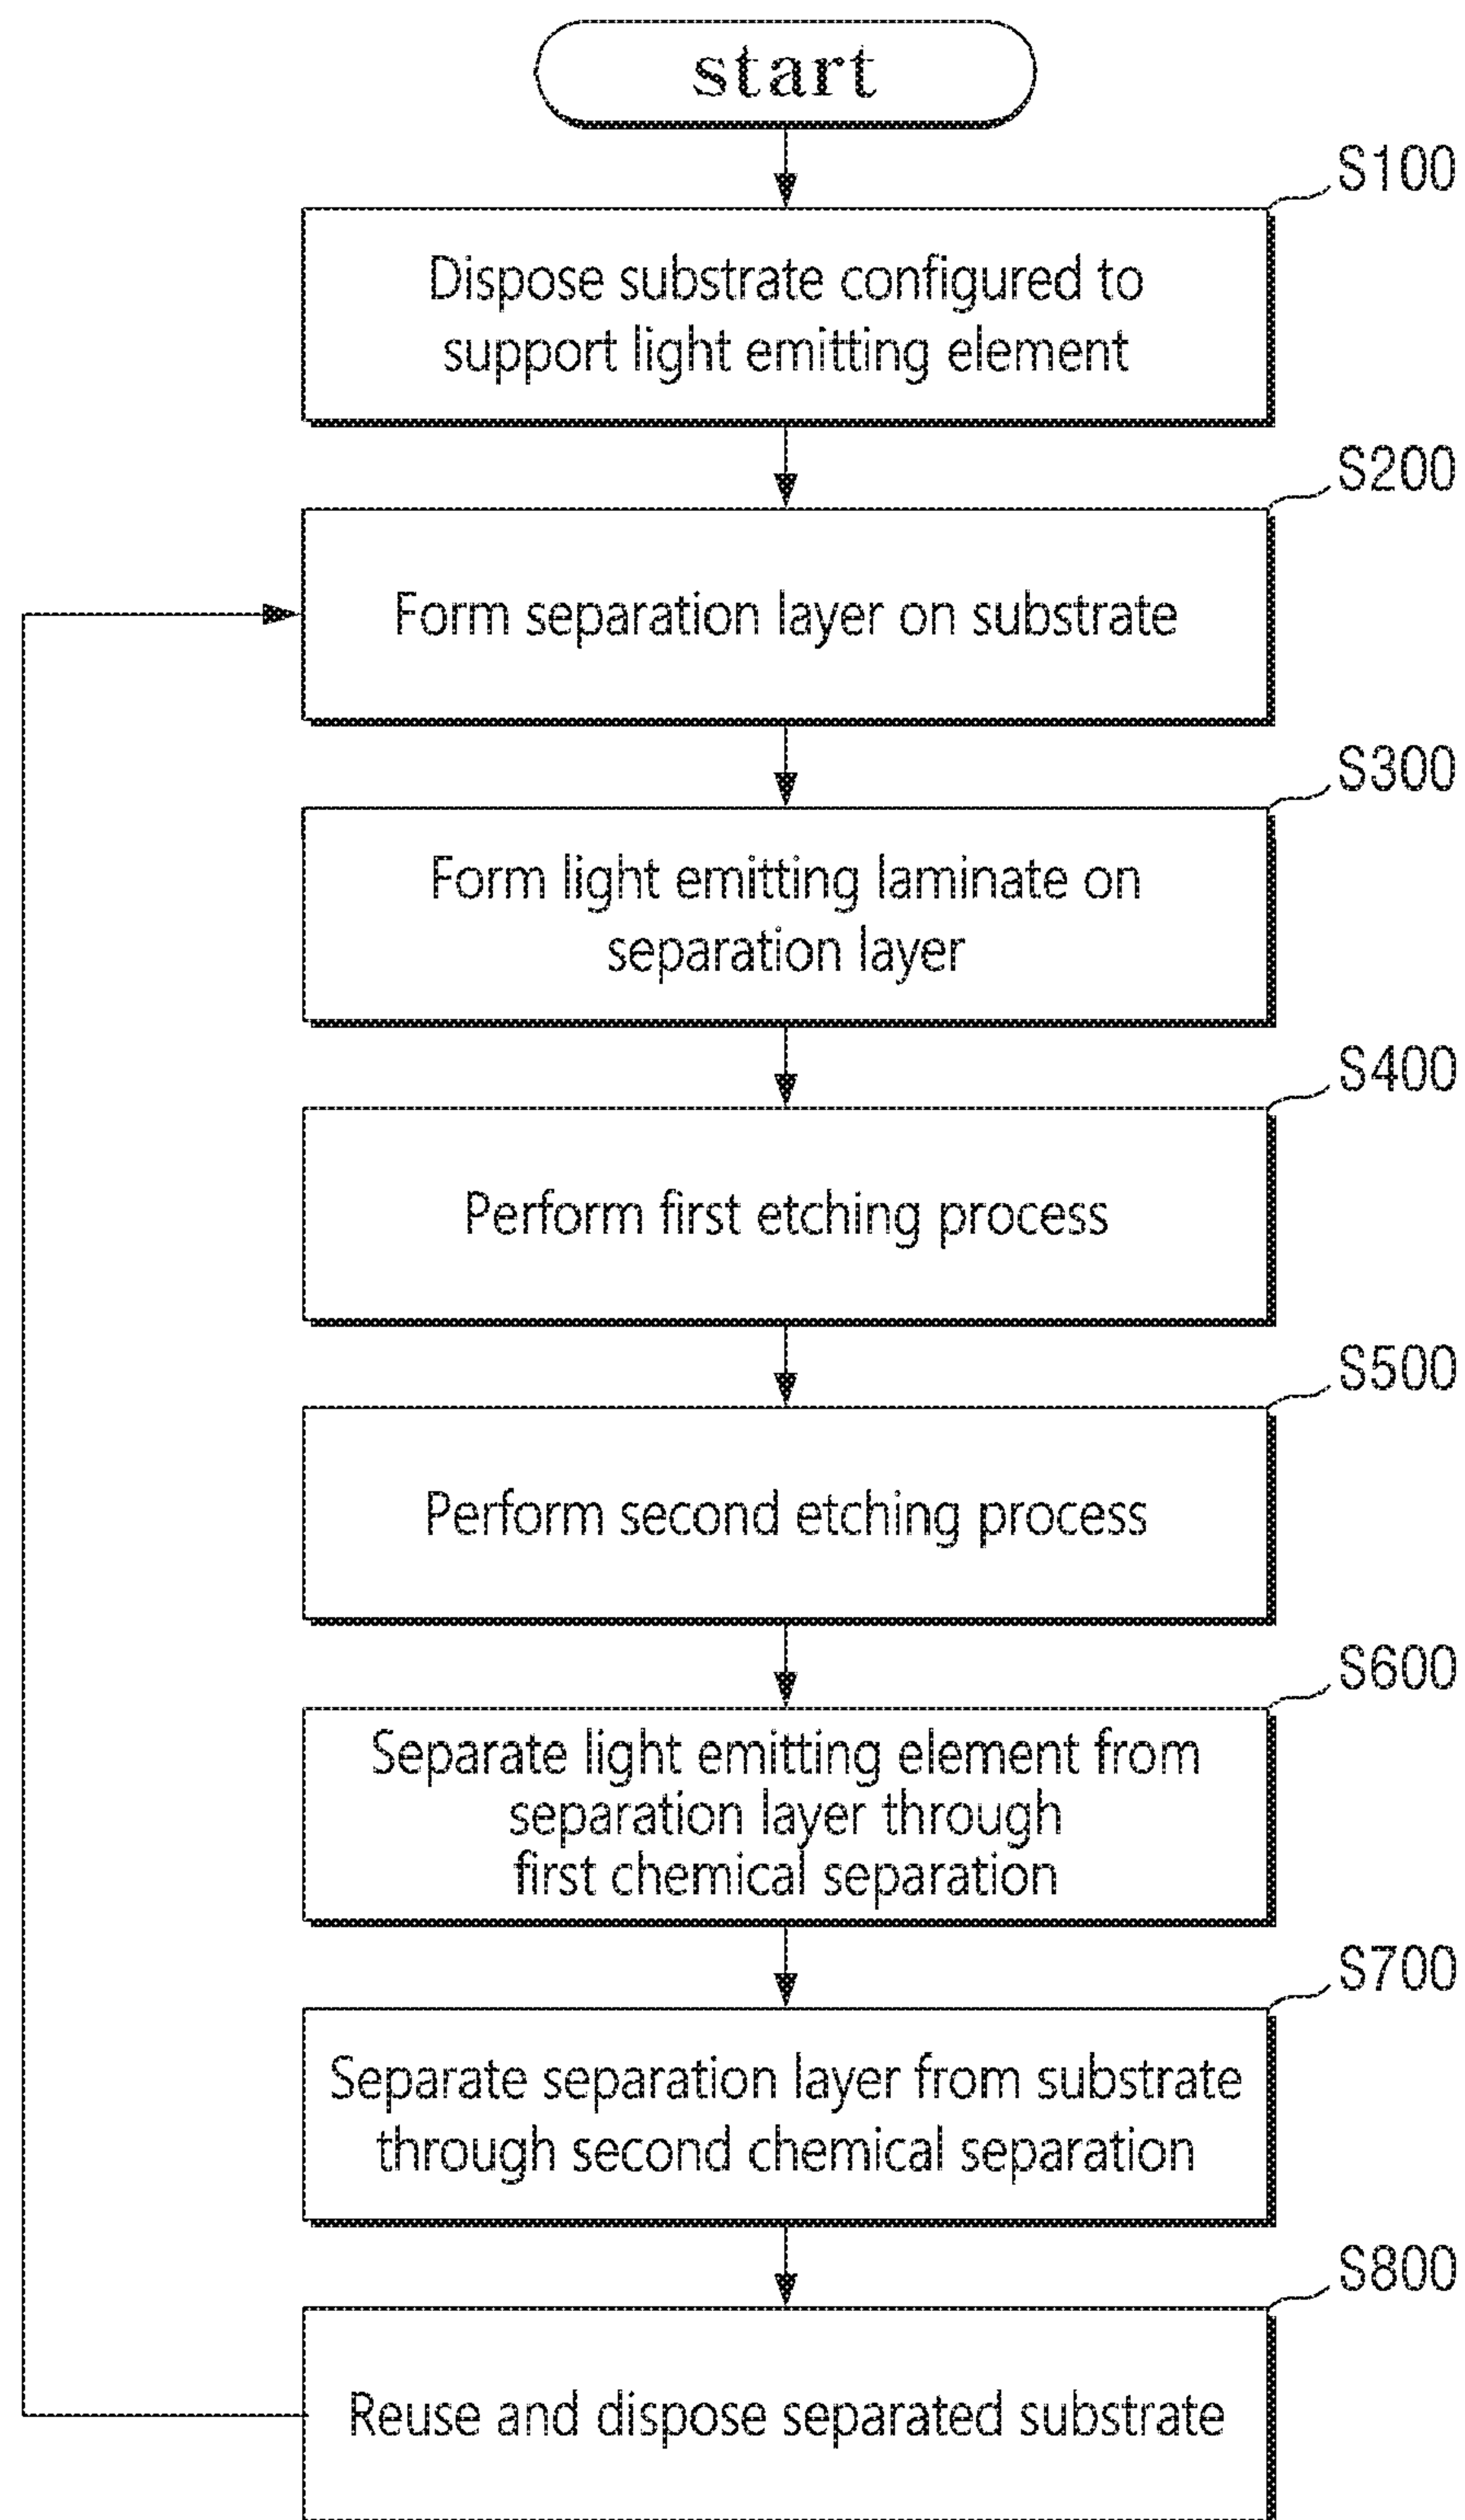 start
S100
Dispose substrate configured to
support light emitting element
S200
Form separation layer on substrate
S300
Form light emitting laminate on
separation layer
S400
Perform first etching process
S500
Perform second etching process
S600
Separate light emitting element from
separation layer through
first chemical separation
S700
Separate separation layer from substrate
through second chemical separation
S800
Reuse and dispose separated substrate